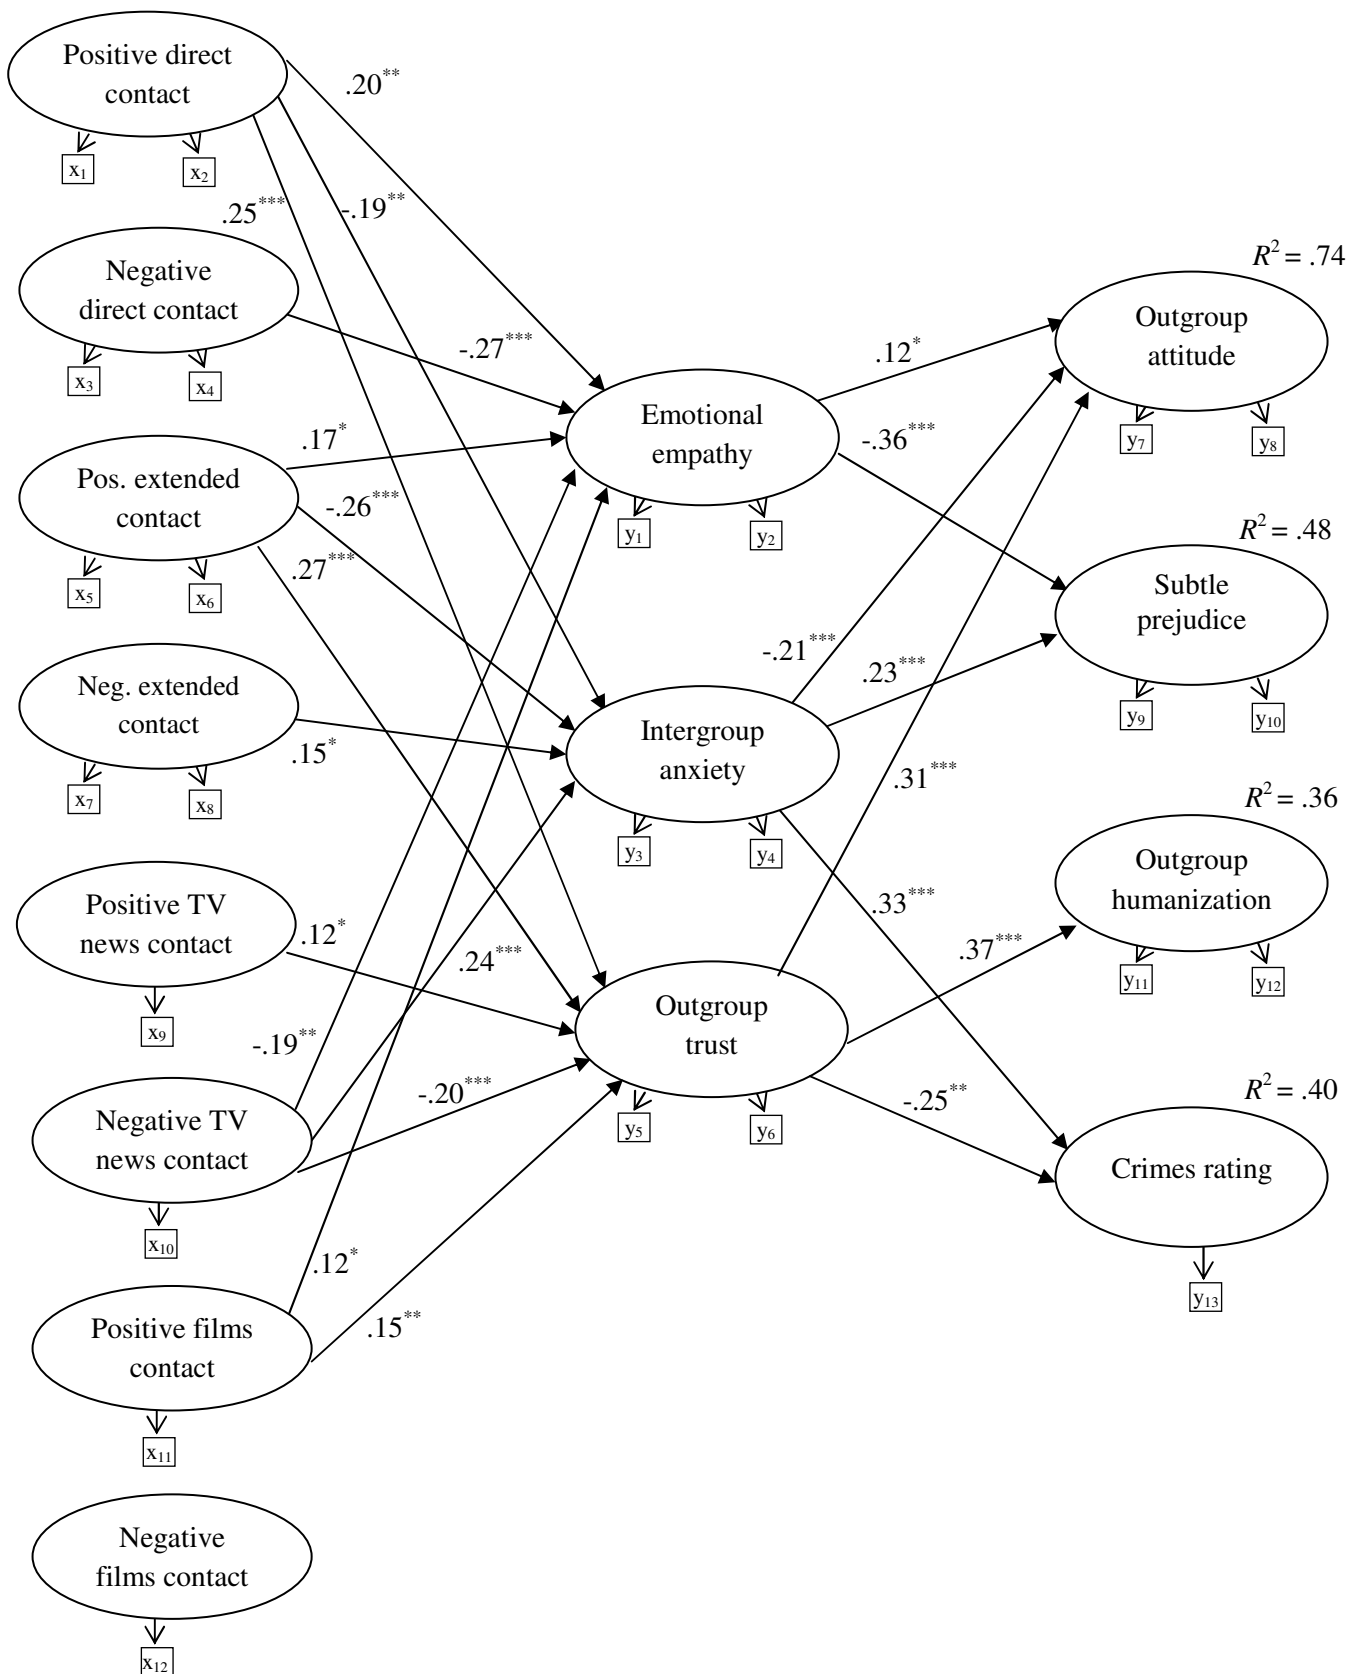 Positive direct
contact
x₁
x₂
Negative
direct contact
x₃
x₄
Pos. extended
contact
x₅
x₆
Neg. extended
contact
x₇
x₈
Positive TV
news contact
x₉
Negative TV
news contact
x₁₀
Positive films
contact
x₁₁
Negative
films contact
x₁₂
.20**
-.19**
.25***
-.27***
.17*
-.26***
.27***
.15*
.12*
-.19**
.24***
-.20***
.12*
.15**
Emotional
empathy
y₁
y₂
Intergroup
anxiety
y₃
y₄
Outgroup
trust
y₅
y₆
.12*
-.36***
-.21***
.23***
.31***
.33***
.37***
-.25**
R² = .74
Outgroup
attitude
y₇
y₈
R² = .48
Subtle
prejudice
y₉
y₁₀
R² = .36
Outgroup
humanization
y₁₁
y₁₂
R² = .40
Crimes rating
y₁₃